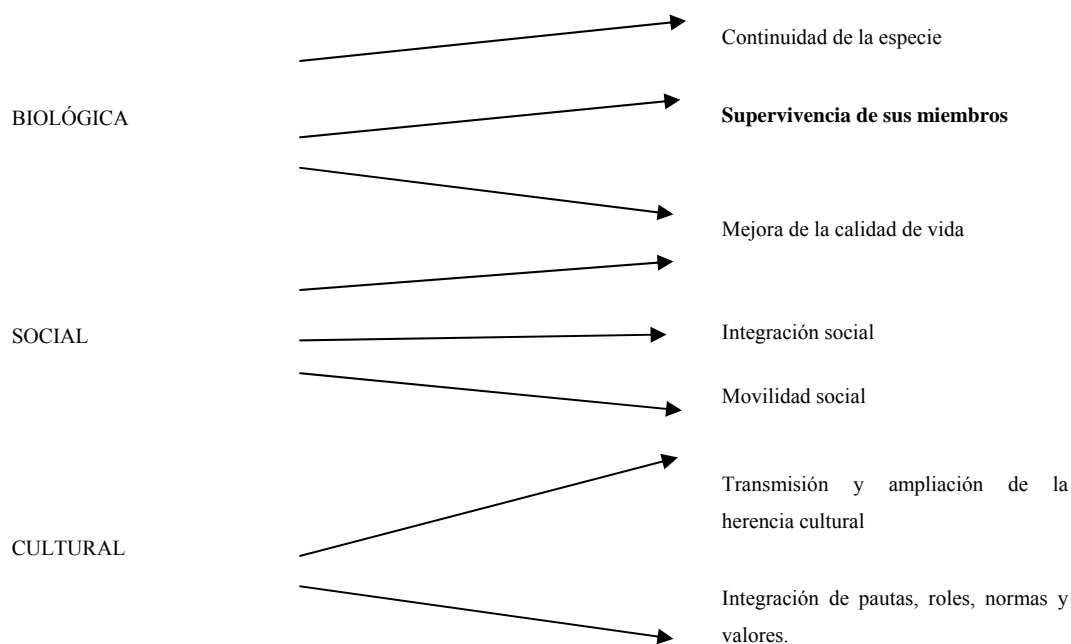 Continuidad de la especie
BIOLÓGICA
Supervivencia de sus miembros
Mejora de la calidad de vida
SOCIAL
Integración social
Movilidad social
Transmisión y ampliación de la
herencia cultural
CULTURAL
Integración de pautas, roles, normas y
valores.